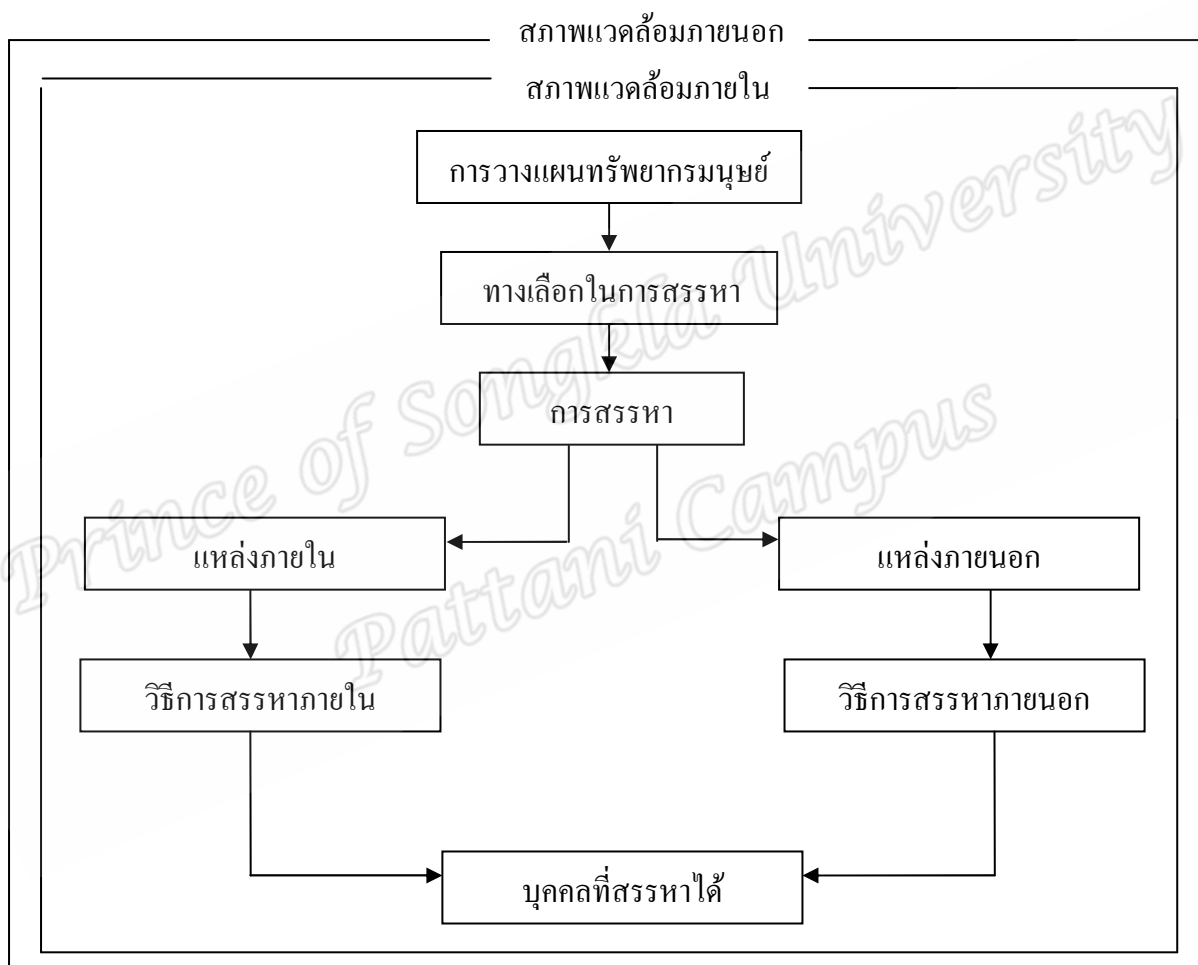 สภาพแวดล้อมภายนอก
สภาพแวดล้อมภายใน
การวางแผนทรัพยากรมนุษย์
ทางเลือกในการสรรหา
การสรรหา
แหล่งภายใน
แหล่งภายนอก
วิธีการสรรหาภายใน
วิธีการสรรหาภายนอก
บุคคลที่สรรหาได้
Prince of Songkla University
Pattani Campus